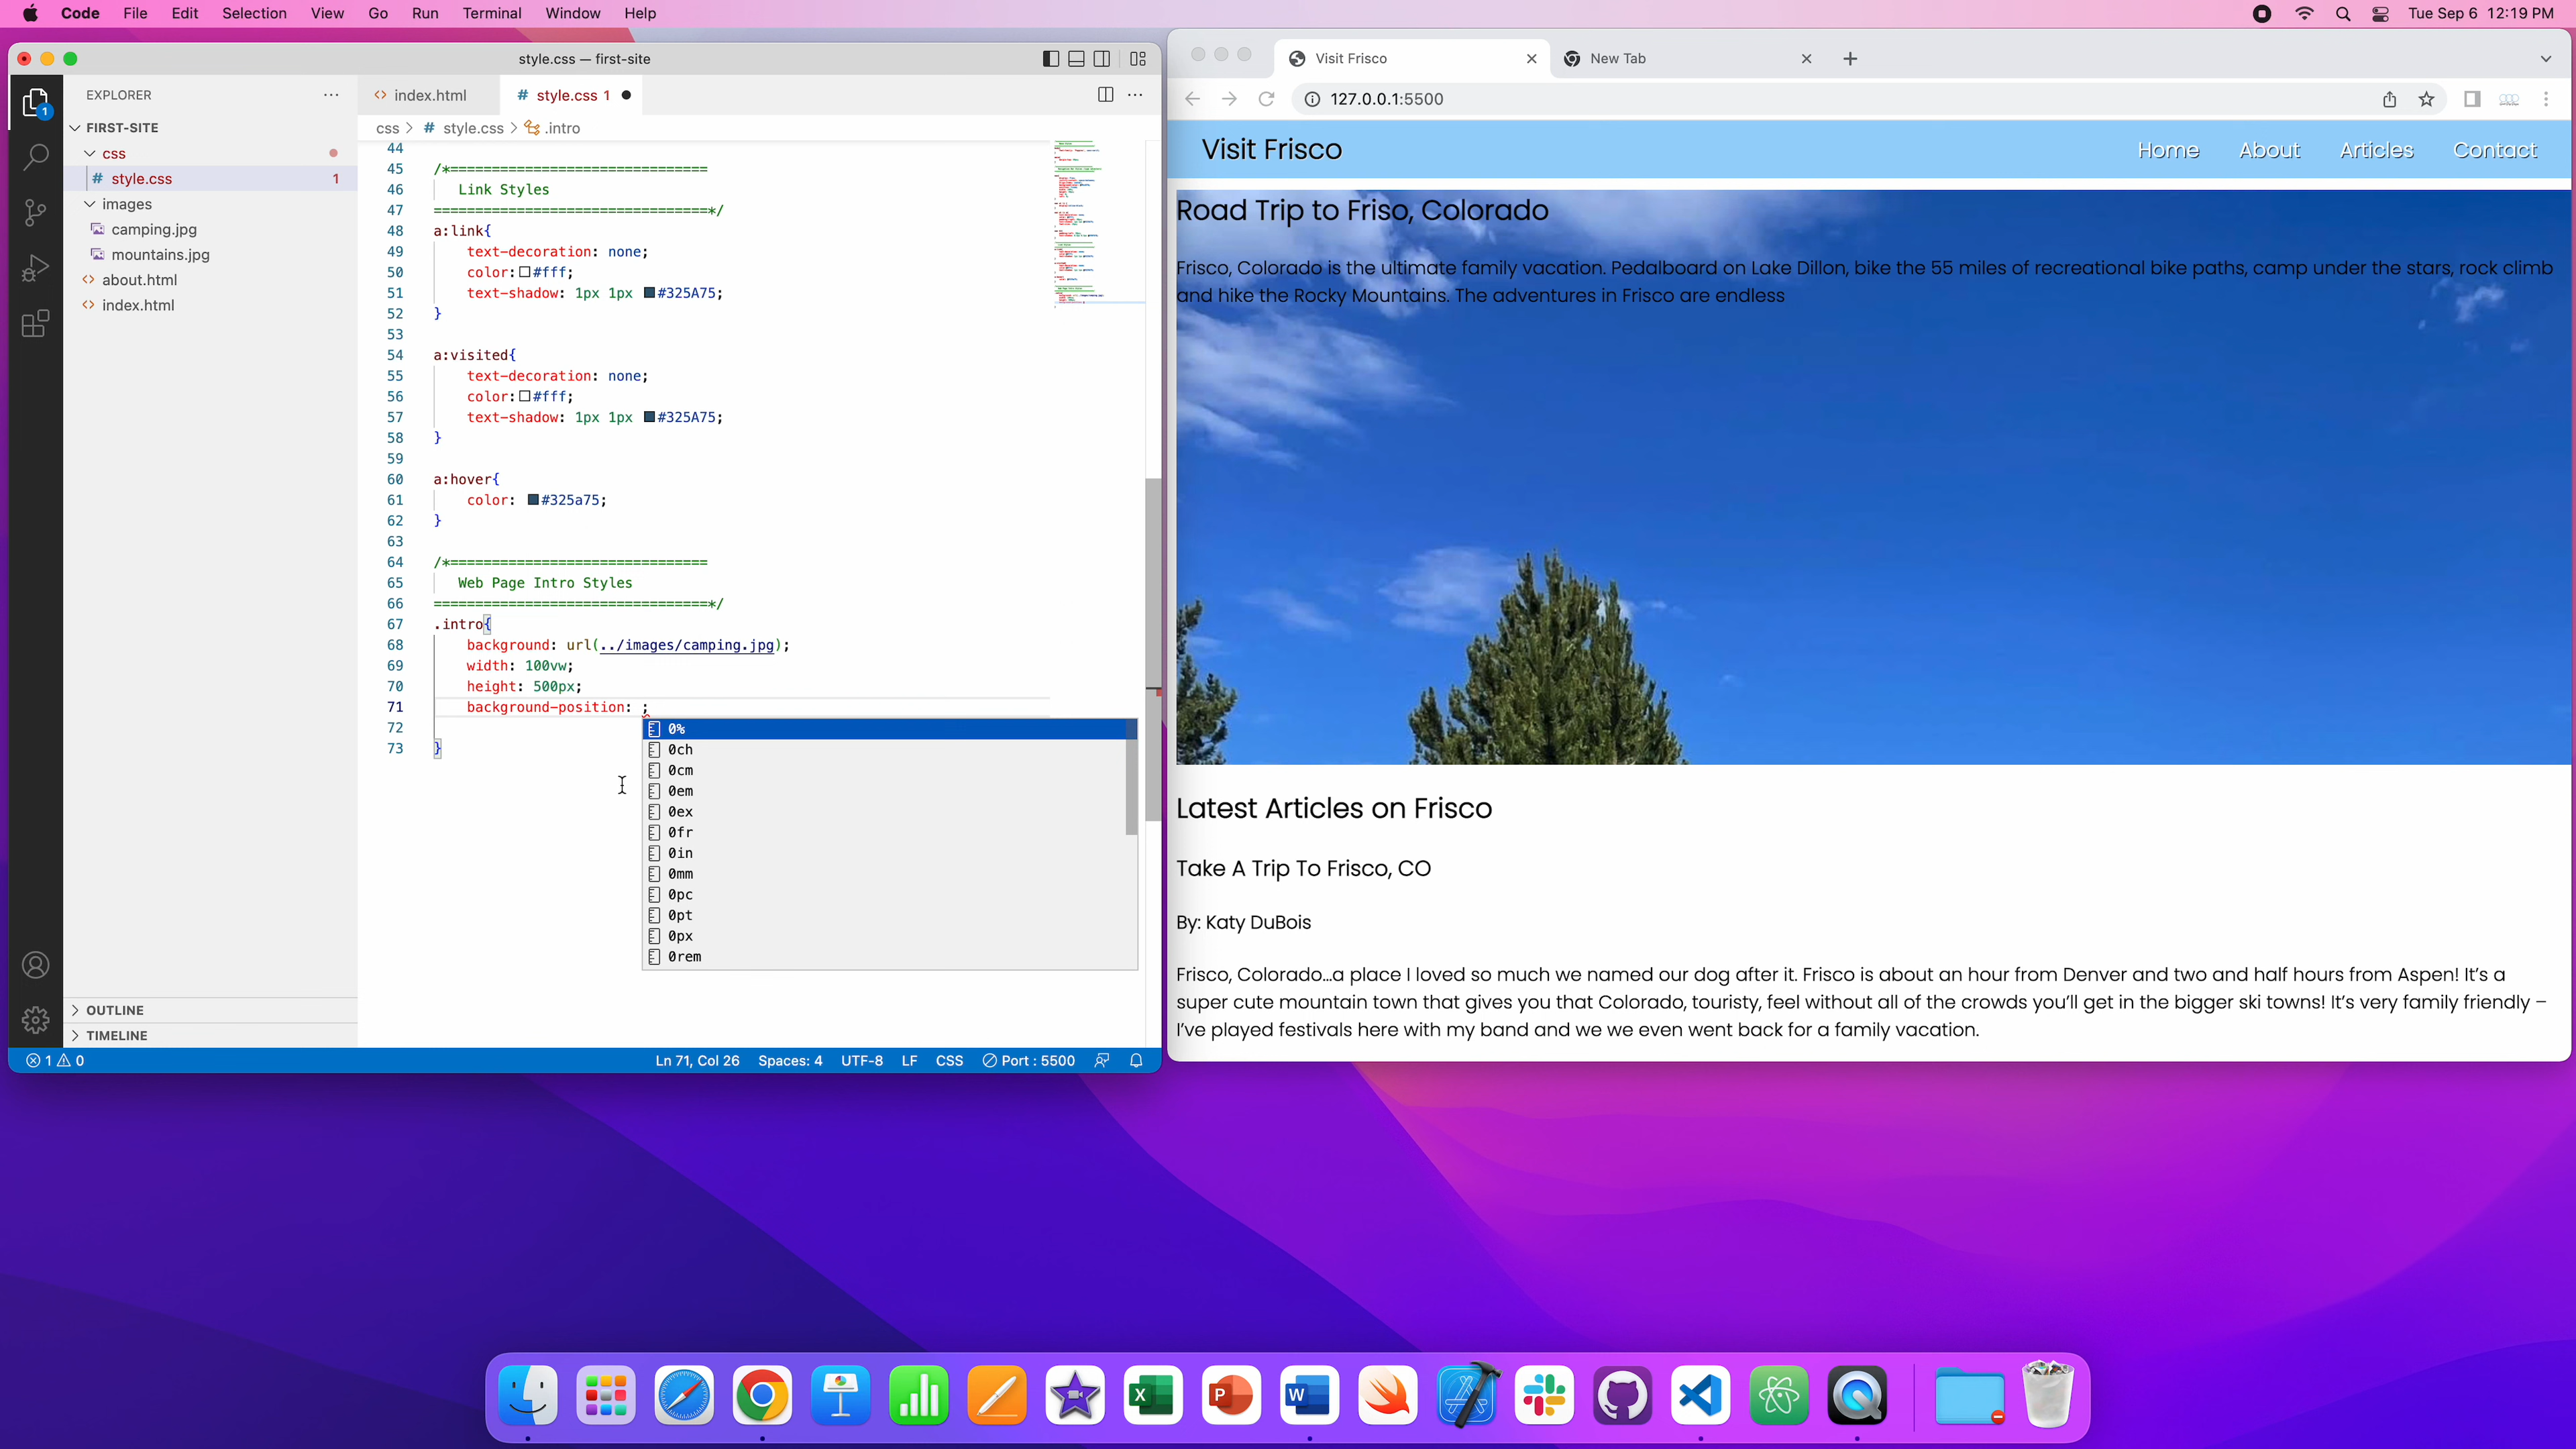 Code File Edit Selection View Go Run Terminal Window Help
Tue Sep 6 12:19 PM
style.css — first-site
EXPLORER
1
FIRST-SITE
css
# style.css 1
images
camping.jpg
mountains.jpg
<> about.html
<> index.html
OUTLINE
TIMELINE
<> index.html
# style.css 1
css > # style.css > .intro
44
45 /*===============================
46 Link Styles
47 =================================*/
48 a:link{
49 text-decoration: none;
50 color: #fff;
51 text-shadow: 1px 1px #325A75;
52 }
53
54 a:visited{
55 text-decoration: none;
56 color: #fff;
57 text-shadow: 1px 1px #325A75;
58 }
59
60 a:hover{
61 color: #325a75;
62 }
63
64 /*===============================
65 Web Page Intro Styles
66 =================================*/
67 .intro{
68 background: url(../images/camping.jpg);
69 width: 100vw;
70 height: 500px;
71 background-position: ;
72
73 }
0%
0ch
0cm
0em
0ex
0fr
0in
0mm
0pc
0pt
0px
0rem
1 0
Ln 71, Col 26 Spaces: 4 UTF-8 LF CSS Port : 5500
Visit Frisco
New Tab
127.0.0.1:5500
Visit Frisco
Home About Articles Contact
Road Trip to Friso, Colorado
Frisco, Colorado is the ultimate family vacation. Pedalboard on Lake Dillon, bike the 55 miles of recreational bike paths, camp under the stars, rock climb
and hike the Rocky Mountains. The adventures in Frisco are endless
Latest Articles on Frisco
Take A Trip To Frisco, CO
By: Katy DuBois
Frisco, Colorado...a place I loved so much we named our dog after it. Frisco is about an hour from Denver and two and half hours from Aspen! It's a
super cute mountain town that gives you that Colorado, touristy, feel without all of the crowds you'll get in the bigger ski towns! It's very family friendly –
I've played festivals here with my band and we we even went back for a family vacation.
X
P
W